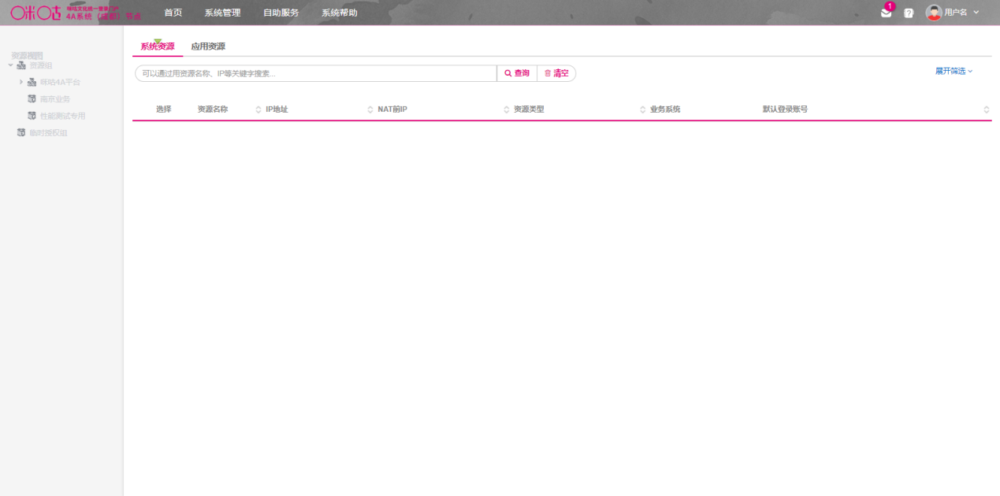 咪咕 咪咕文化统一登录门户
4A系统（成都）节点
首页 系统管理 自助服务 系统帮助 1 用户名
资源视图
资源组
咪咕4A平台
南京业务
性能测试专用
临时授权组
系统资源 应用资源
可以通过用资源名称、IP等关键字搜索... 查询 清空 展开筛选
选择 资源名称 IP地址 NAT前IP 资源类型 业务系统 默认登录账号